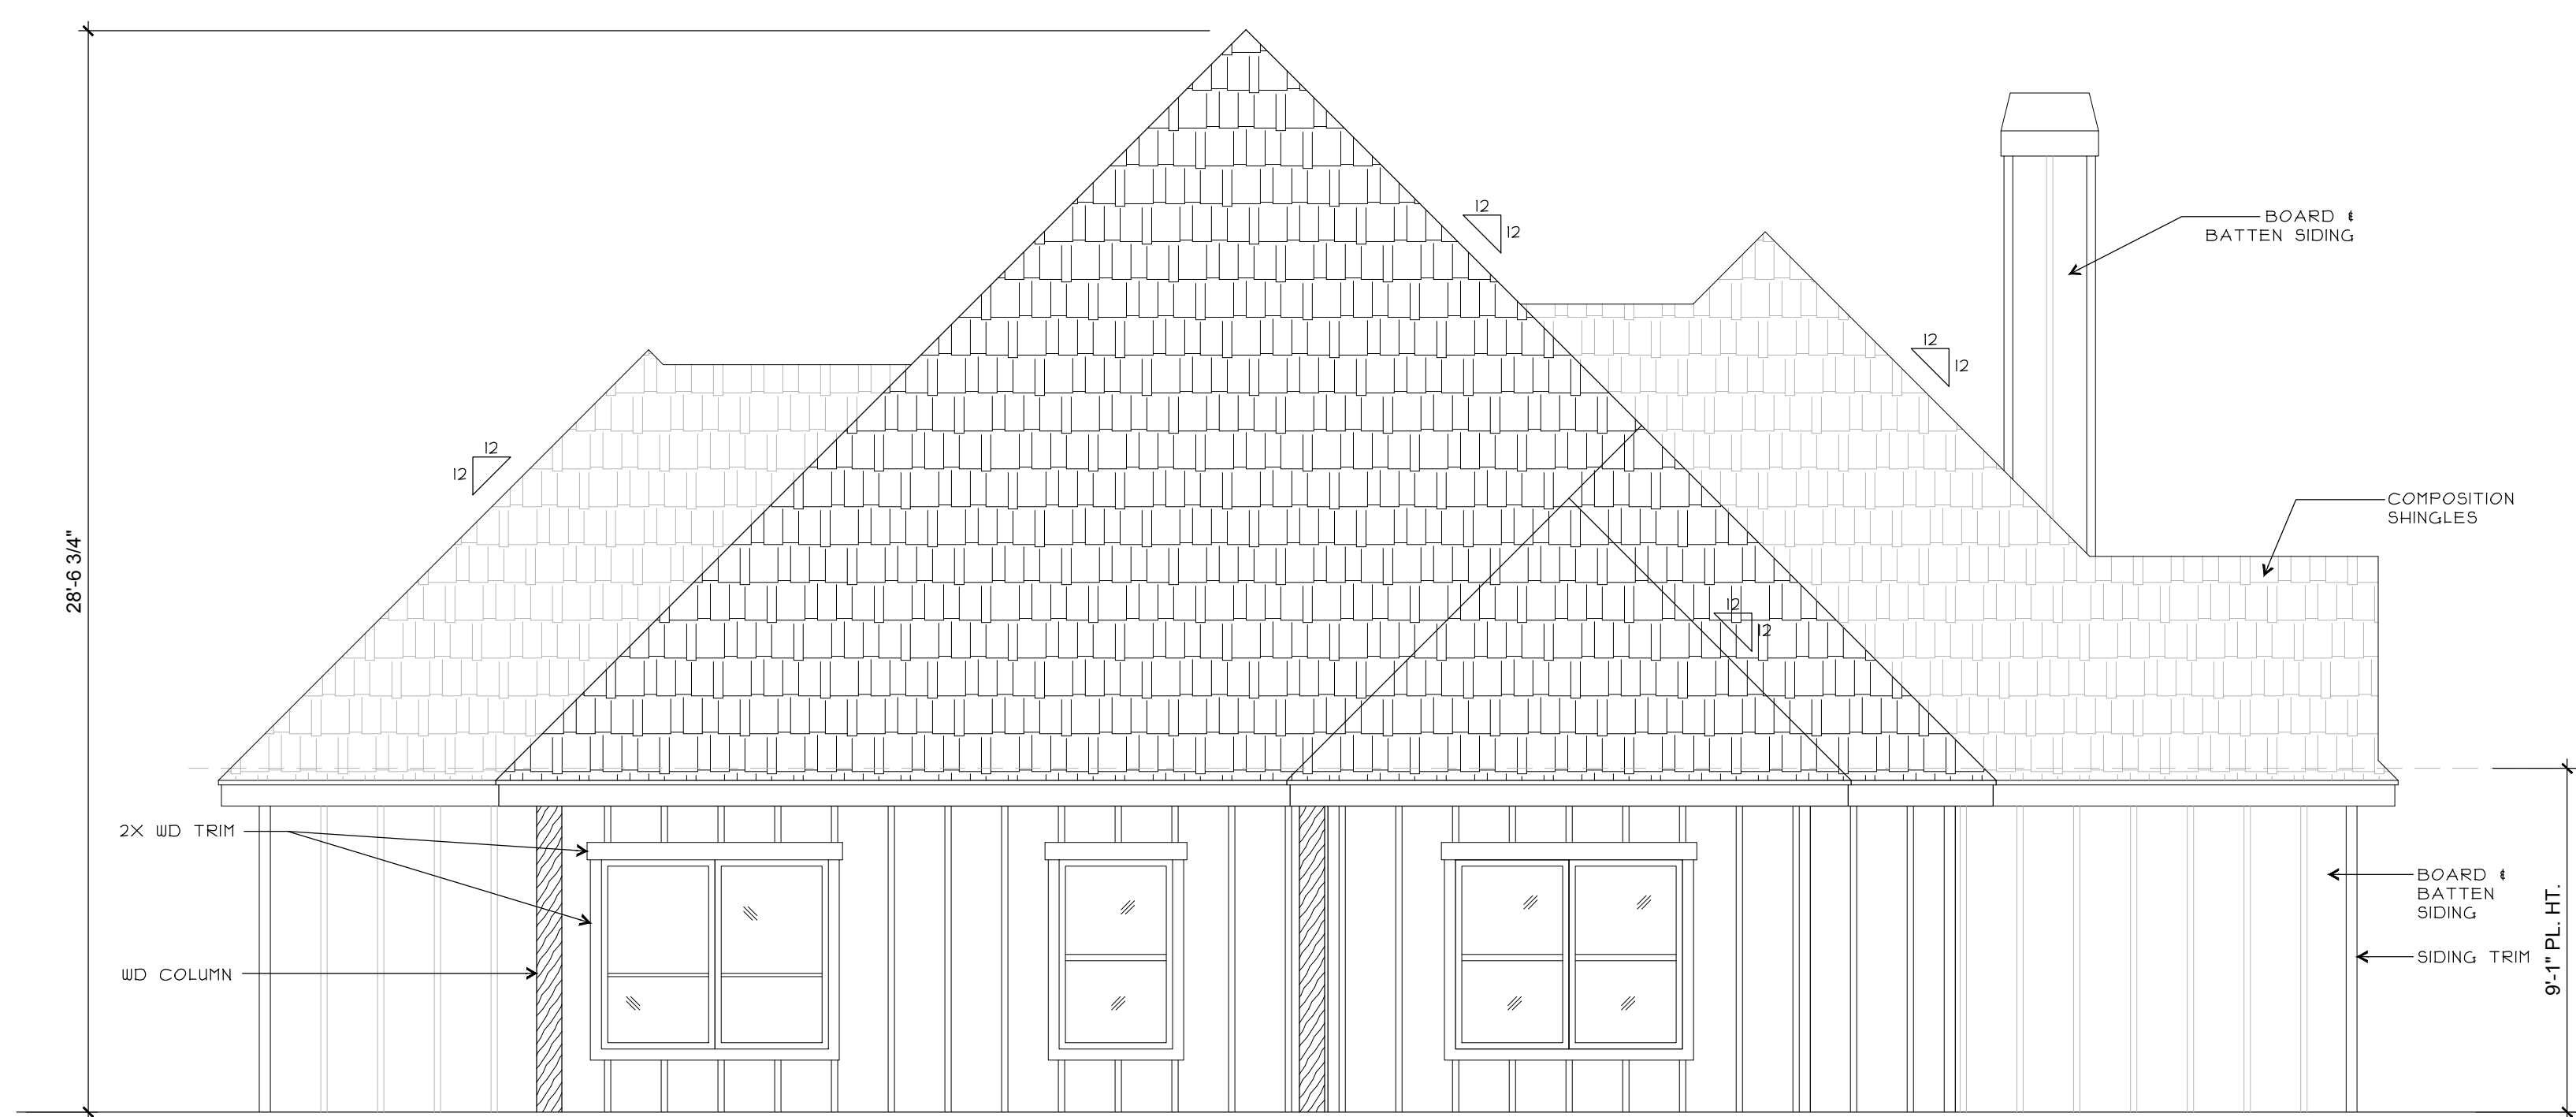 12
12
BOARD &
BATTEN SIDING
12
12
12
12
COMPOSITION
SHINGLES
28'-6 3/4"
12
12
2X WD TRIM
BOARD &
BATTEN
SIDING
SIDING TRIM
9'-1" PL. HT.
WD COLUMN